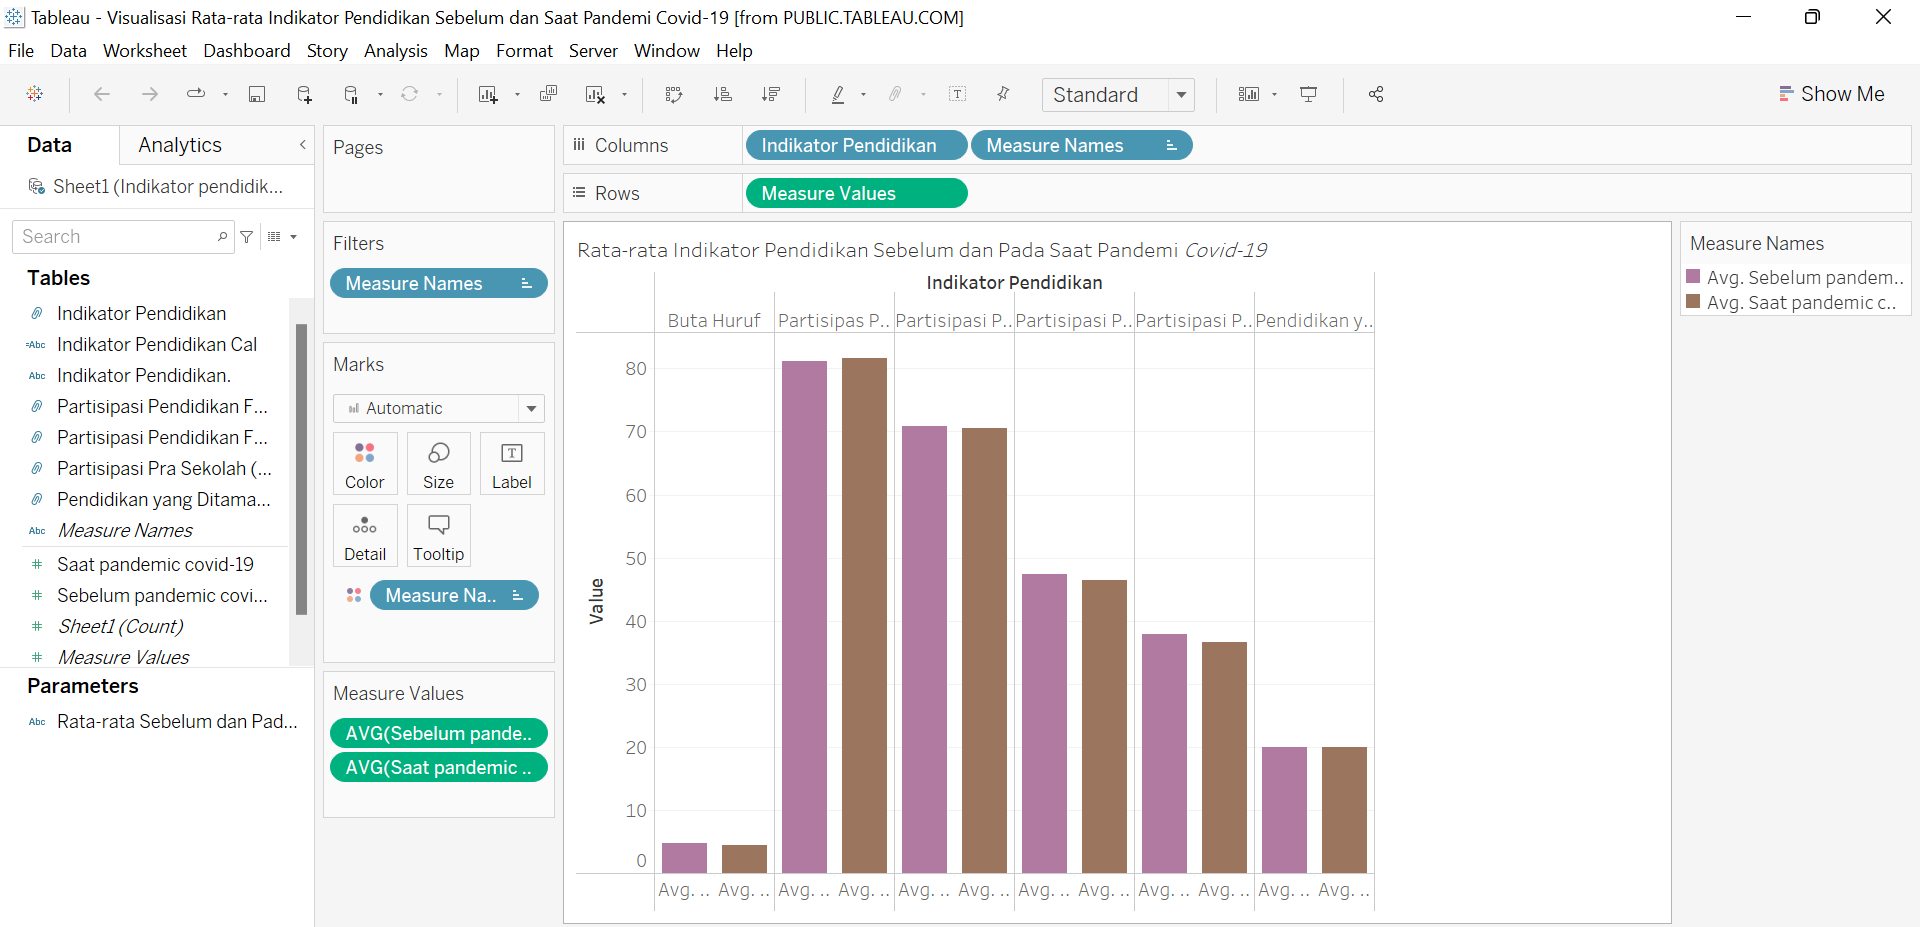 Tableau - Visualisasi Rata-rata Indikator Pendidikan Sebelum dan Saat Pandemi Covid-19 [from PUBLIC.TABLEAU.COM]
File Data Worksheet Dashboard Story Analysis Map Format Server Window Help
Standard
Show Me
Data Analytics
Sheet1 (Indikator pendidik...
Search
Tables
Indikator Pendidikan
=Abc Indikator Pendidikan Cal
Abc Indikator Pendidikan.
Partisipasi Pendidikan F...
Partisipasi Pendidikan F...
Partisipasi Pra Sekolah (...
Pendidikan yang Ditama...
Abc Measure Names
# Saat pandemic covid-19
# Sebelum pandemic covi...
# Sheet1 (Count)
# Measure Values
Parameters
Abc Rata-rata Sebelum dan Pad...
Pages
Filters
Measure Names
Marks
Automatic
Color Size Label
Detail Tooltip
Measure Na..
Measure Values
AVG(Sebelum pande..
AVG(Saat pandemic ..
Columns Indikator Pendidikan Measure Names
Rows Measure Values
Rata-rata Indikator Pendidikan Sebelum dan Pada Saat Pandemi Covid-19
Indikator Pendidikan
Buta Huruf Partisipas P.. Partisipasi P.. Partisipasi P.. Partisipasi P.. Pendidikan y..
80
70
60
50
40
30
20
10
0
Value
Avg. .. Avg. .. Avg. .. Avg. .. Avg. .. Avg. .. Avg. .. Avg. .. Avg. .. Avg. .. Avg. .. Avg. ..
Measure Names
Avg. Sebelum pandem..
Avg. Saat pandemic c..